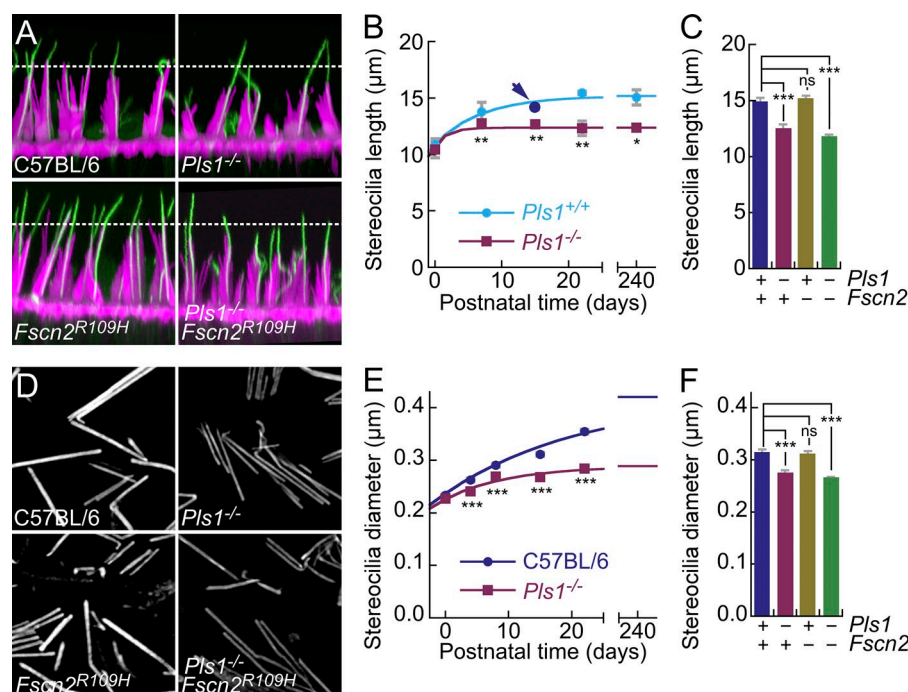 A
C57BL/6
Pls1-/-
Fscn2R109H
Pls1-/-
Fscn2R109H
B
Stereocilia length (µm)
20
15
10
5
0
**
**
**
*
Pls1+/+
Pls1-/-
0
10
20
240
Postnatal time (days)
C
Stereocilia length (µm)
20
15
10
15
0
***
ns
***
+ − + − Pls1
+ + − − Fscn2
D
C57BL/6
Pls1-/-
Fscn2R109H
Pls1-/-
Fscn2R109H
E
Stereocilia diameter (µm)
0.4
0.3
0.2
0.1
0.0
***
***
***
***
C57BL/6
Pls1-/-
0
10
20
240
Postnatal time (days)
F
Stereocilia diameter (µm)
0.4
0.3
0.2
0.1
0.0
***
ns
***
+ − + − Pls1
+ + − − Fscn2